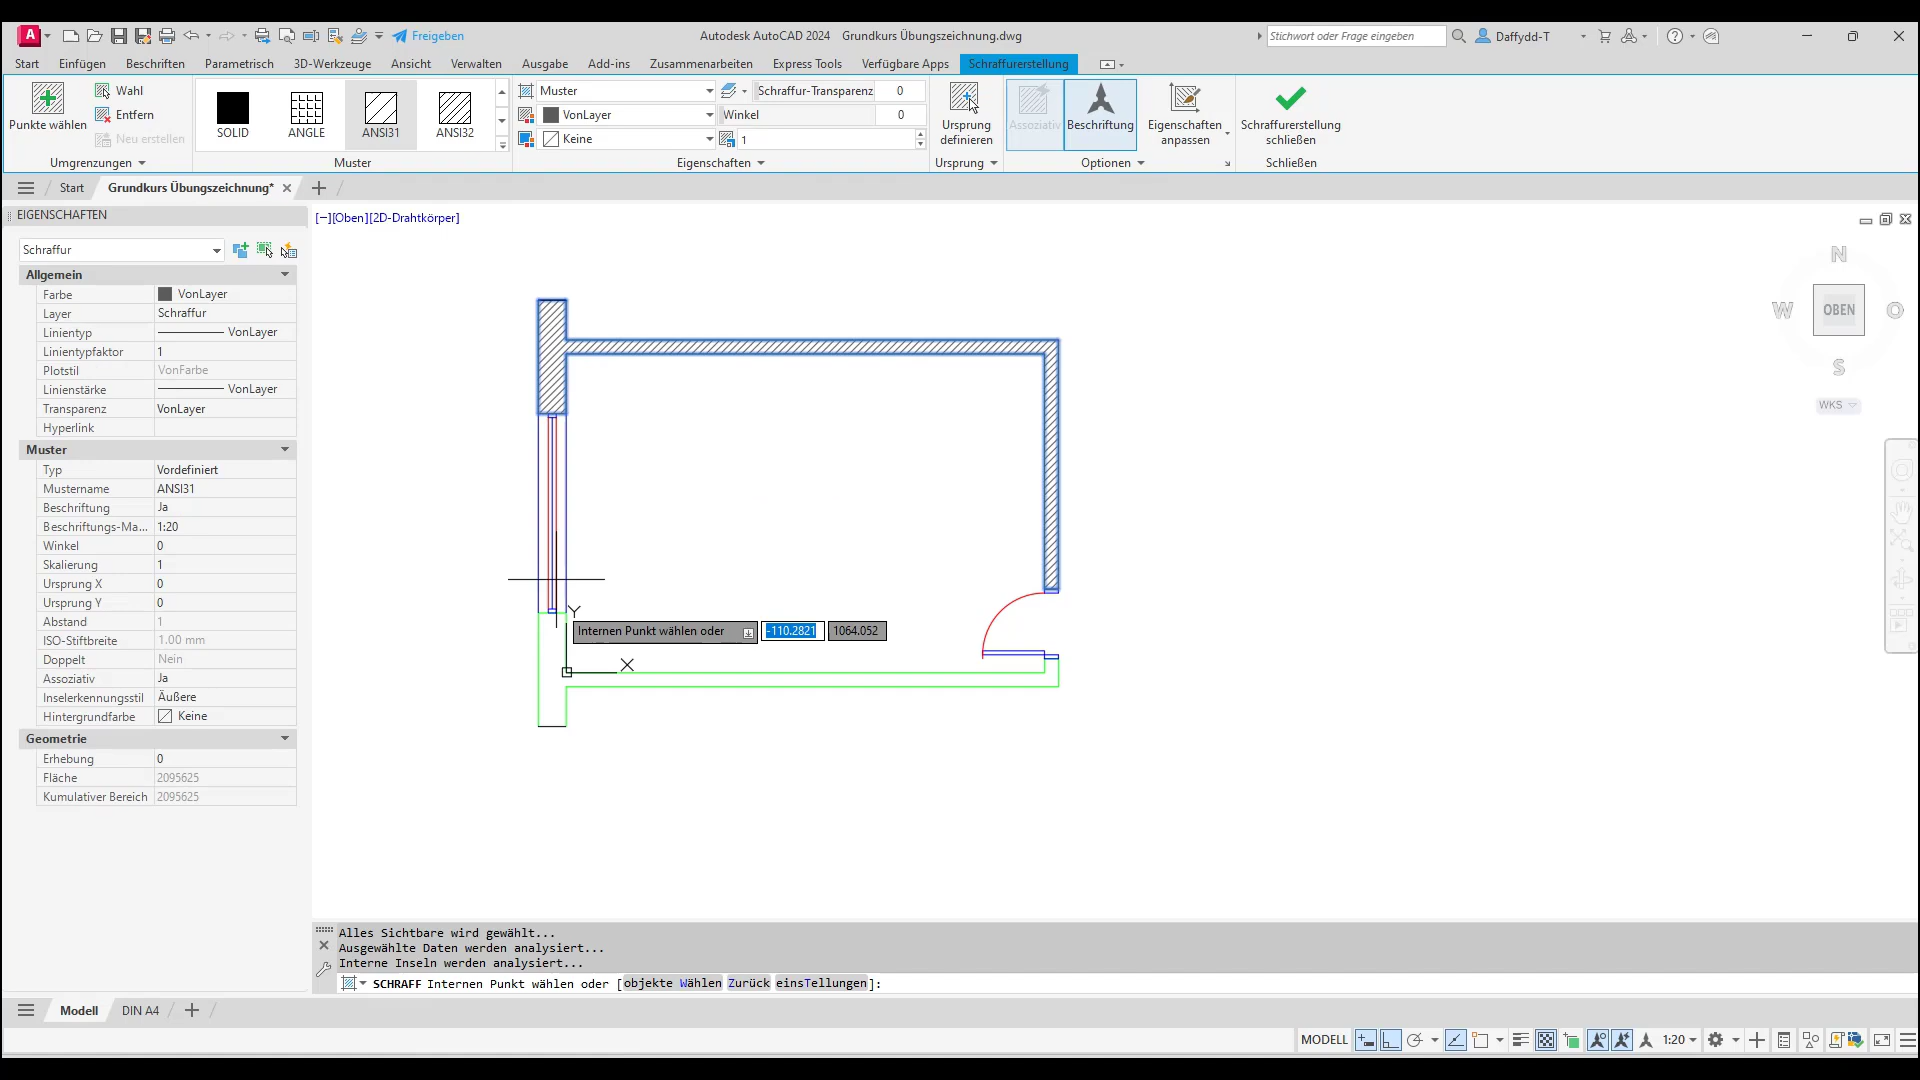 A
Freigeben
Autodesk AutoCAD 2024 Grundkurs Übungszeichnung.dwg
Stichwort oder Frage eingeben
Daffydd-T
Start Einfügen Beschriften Parametrisch 3D-Werkzeuge Ansicht Verwalten Ausgabe Add-ins Zusammenarbeiten Express Tools Verfügbare Apps Schraffurerstellung
Punkte wählen
Wahl
Entfern
Neu erstellen
Umgrenzungen
SOLID
ANGLE
ANSI31
ANSI32
Muster
Muster
VonLayer
Keine
Schraffur-Transparenz 0
Winkel 0
1
Eigenschaften
Ursprung definieren
Ursprung
Assoziativ
Beschriftung
Eigenschaften anpassen
Optionen
Schraffurerstellung schließen
Schließen
Start
Grundkurs Übungszeichnung*
EIGENSCHAFTEN
Schraffur
Allgemein
Farbe VonLayer
Layer Schraffur
Linientyp VonLayer
Linientypfaktor 1
Plotstil VonFarbe
Linienstärke VonLayer
Transparenz VonLayer
Hyperlink
Muster
Typ Vordefiniert
Mustername ANSI31
Beschriftung Ja
Beschriftungs-Ma... 1:20
Winkel 0
Skalierung 1
Ursprung X 0
Ursprung Y 0
Abstand 1
ISO-Stiftbreite 1.00 mm
Doppelt Nein
Assoziativ Ja
Inselerkennungsstil Äußere
Hintergrundfarbe Keine
Geometrie
Erhebung 0
Fläche 2095625
Kumulativer Bereich 2095625
[−][Oben][2D-Drahtkörper]
N
W OBEN O
S
WKS
Y
Internen Punkt wählen oder -110.2821 1064.052
X
Alles Sichtbare wird gewählt...
Ausgewählte Daten werden analysiert...
Interne Inseln werden analysiert...
SCHRAFF Internen Punkt wählen oder [objekte Wählen Zurück einsTellungen]:
Modell DIN A4
MODELL
1:20